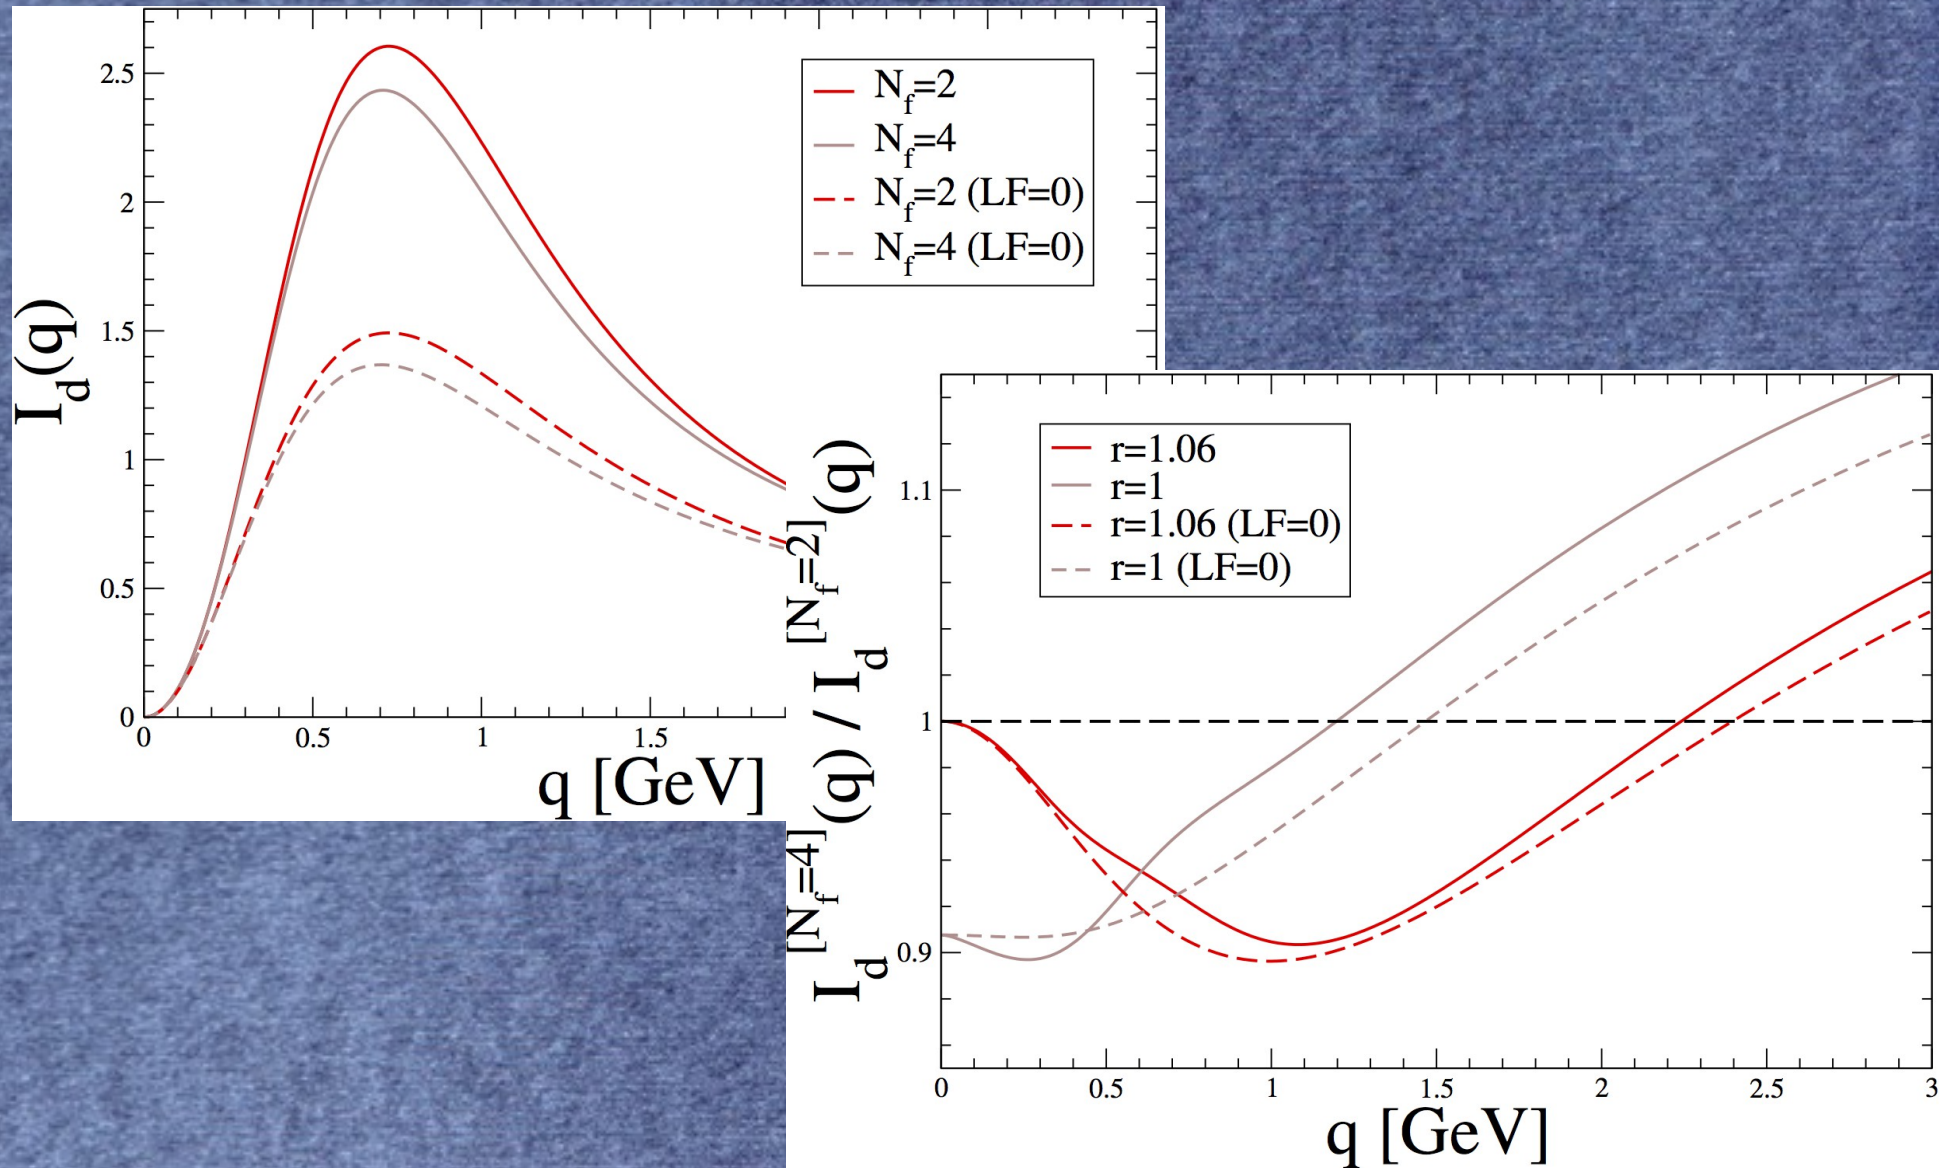 2.5
2
1.5
1
0.5
0
0
0.5
1
1.5
I_d(q)
q [GeV]
N_f=2
N_f=4
N_f=2 (LF=0)
N_f=4 (LF=0)
1.1
1
0.9
0
0.5
1
1.5
2
2.5
3
I_d^[N_f=4](q) / I_d^[N_f=2](q)
q [GeV]
r=1.06
r=1
r=1.06 (LF=0)
r=1 (LF=0)